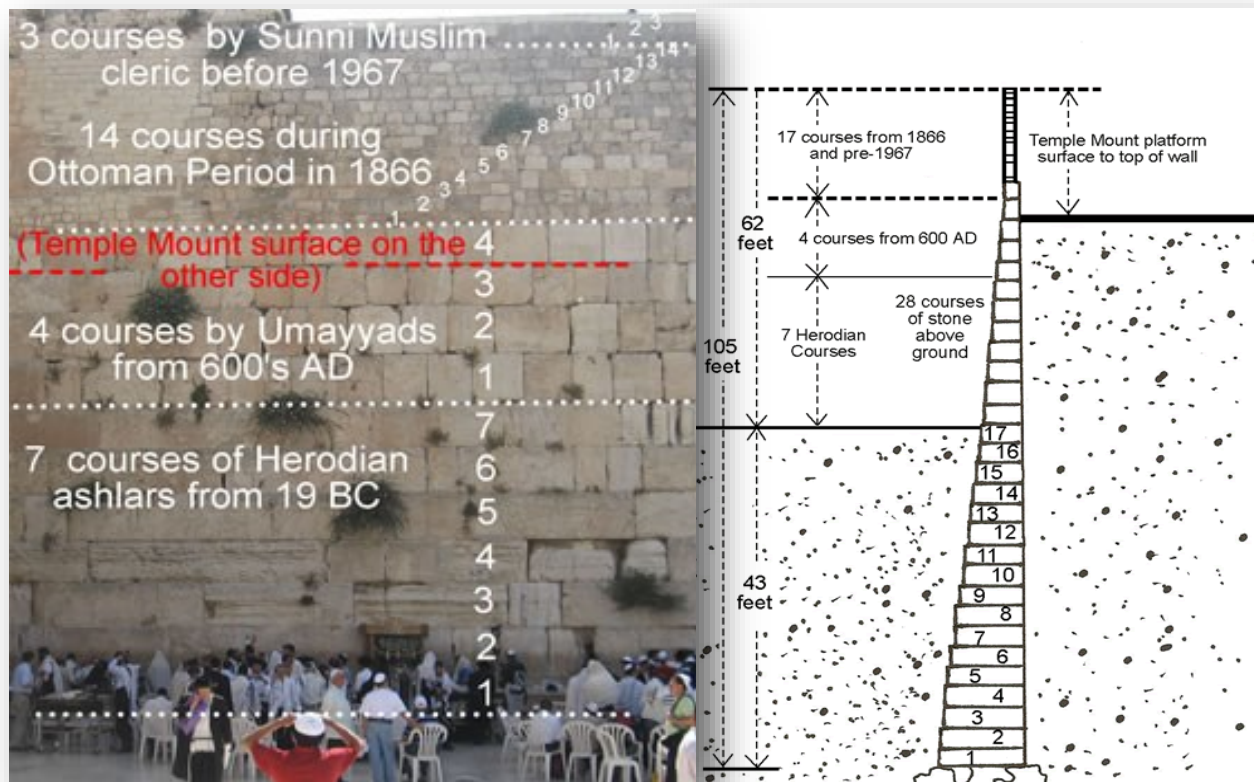 3 courses by Sunni Muslim
cleric before 1967
1 2 3
14 courses during
Ottoman Period in 1866
1 2 3 4 5 6 7 8 9 10 11 12 13 14
(Temple Mount surface on the
other side)
4 courses by Umayyads
from 600's AD
4
3
2
1
7 courses of Herodian
ashlars from 19 BC
7
6
5
4
3
2
1
17 courses from 1866
and pre-1967
Temple Mount platform
surface to top of wall
62
feet
4 courses from 600 AD
28 courses
of stone
above
ground
7 Herodian
Courses
105
feet
43
feet
17
16
15
14
13
12
11
10
9
8
7
6
5
4
3
2
1